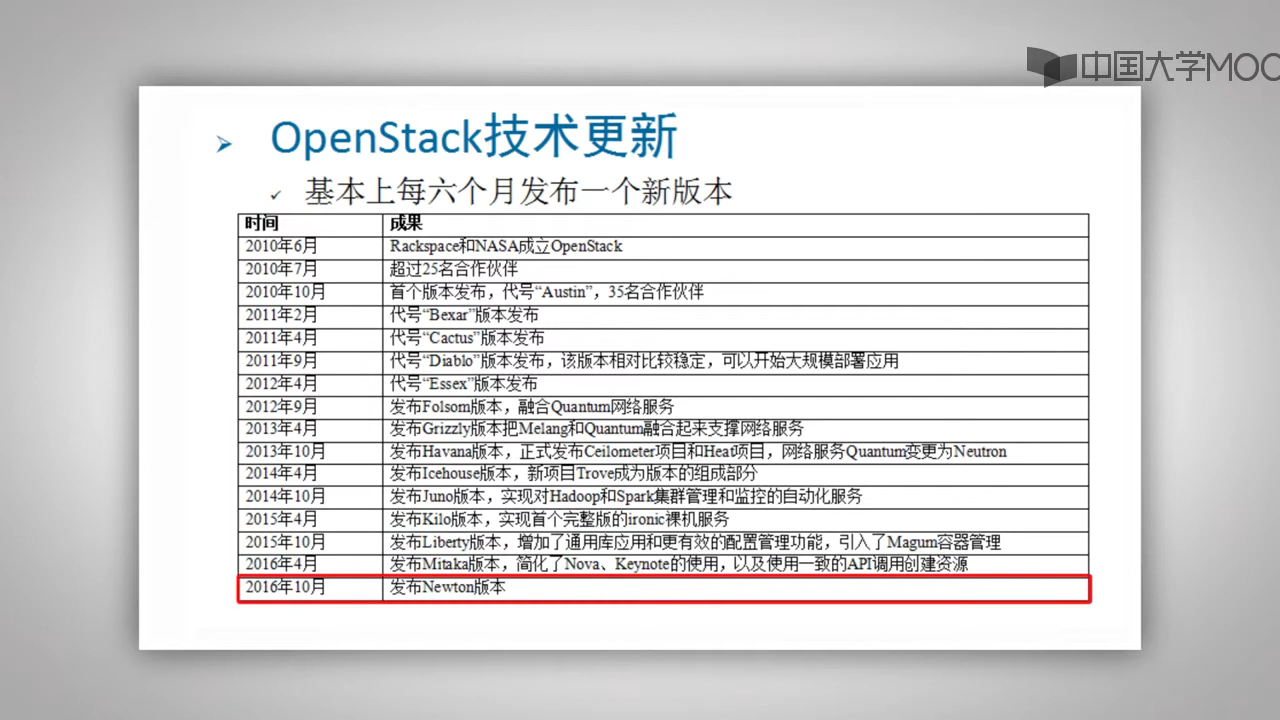 中国大学MOO
OpenStack技术更新
基本上每六个月发布一个新版本
时间 成果
2010年6月 Rackspace和NASA成立OpenStack
2010年7月 超过25名合作伙伴
2010年10月 首个版本发布，代号“Austin”，35名合作伙伴
2011年2月 代号“Bexar”版本发布
2011年4月 代号“Cactus”版本发布
2011年9月 代号“Diablo”版本发布，该版本相对比较稳定，可以开始大规模部署应用
2012年4月 代号“Essex”版本发布
2012年9月 发布Folsom版本，融合Quantum网络服务
2013年4月 发布Grizzly版本把Melang和Quantum融合起来支撑网络服务
2013年10月 发布Havana版本，正式发布Ceilometer项目和Heat项目，网络服务Quantum变更为Neutron
2014年4月 发布Icehouse版本，新项目Trove成为版本的组成部分
2014年10月 发布Juno版本，实现对Hadoop和Spark集群管理和监控的自动化服务
2015年4月 发布Kilo版本，实现首个完整版的ironic裸机服务
2015年10月 发布Liberty版本，增加了通用库应用和更有效的配置管理功能，引入了Magum容器管理
2016年4月 发布Mitaka版本，简化了Nova、Keynote的使用，以及使用一致的API调用创建资源
2016年10月 发布Newton版本